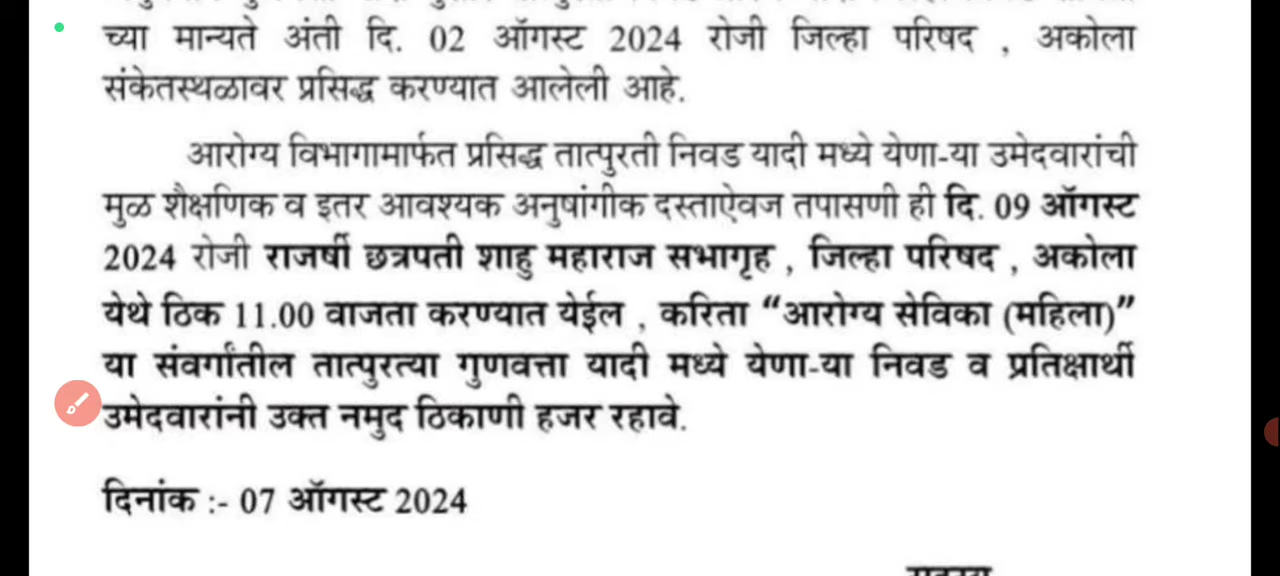 च्या मान्यते अंती दि. 02 ऑगस्ट 2024 रोजी जिल्हा परिषद , अकोला
संकेतस्थळावर प्रसिद्ध करण्यात आलेली आहे.
आरोग्य विभागामार्फत प्रसिद्ध तात्पुरती निवड यादी मध्ये येणा-या उमेदवारांची
मुळ शैक्षणिक व इतर आवश्यक अनुषांगीक दस्ताऐवज तपासणी ही दि. 09 ऑगस्ट
2024 रोजी राजर्षी छत्रपती शाहु महाराज सभागृह , जिल्हा परिषद , अकोला
येथे ठिक 11.00 वाजता करण्यात येईल , करिता “आरोग्य सेविका (महिला)”
या संवर्गांतील तात्पुरत्या गुणवत्ता यादी मध्ये येणा-या निवड व प्रतिक्षार्थी
उमेदवारांनी उक्त नमुद ठिकाणी हजर रहावे.
दिनांक :- 07 ऑगस्ट 2024